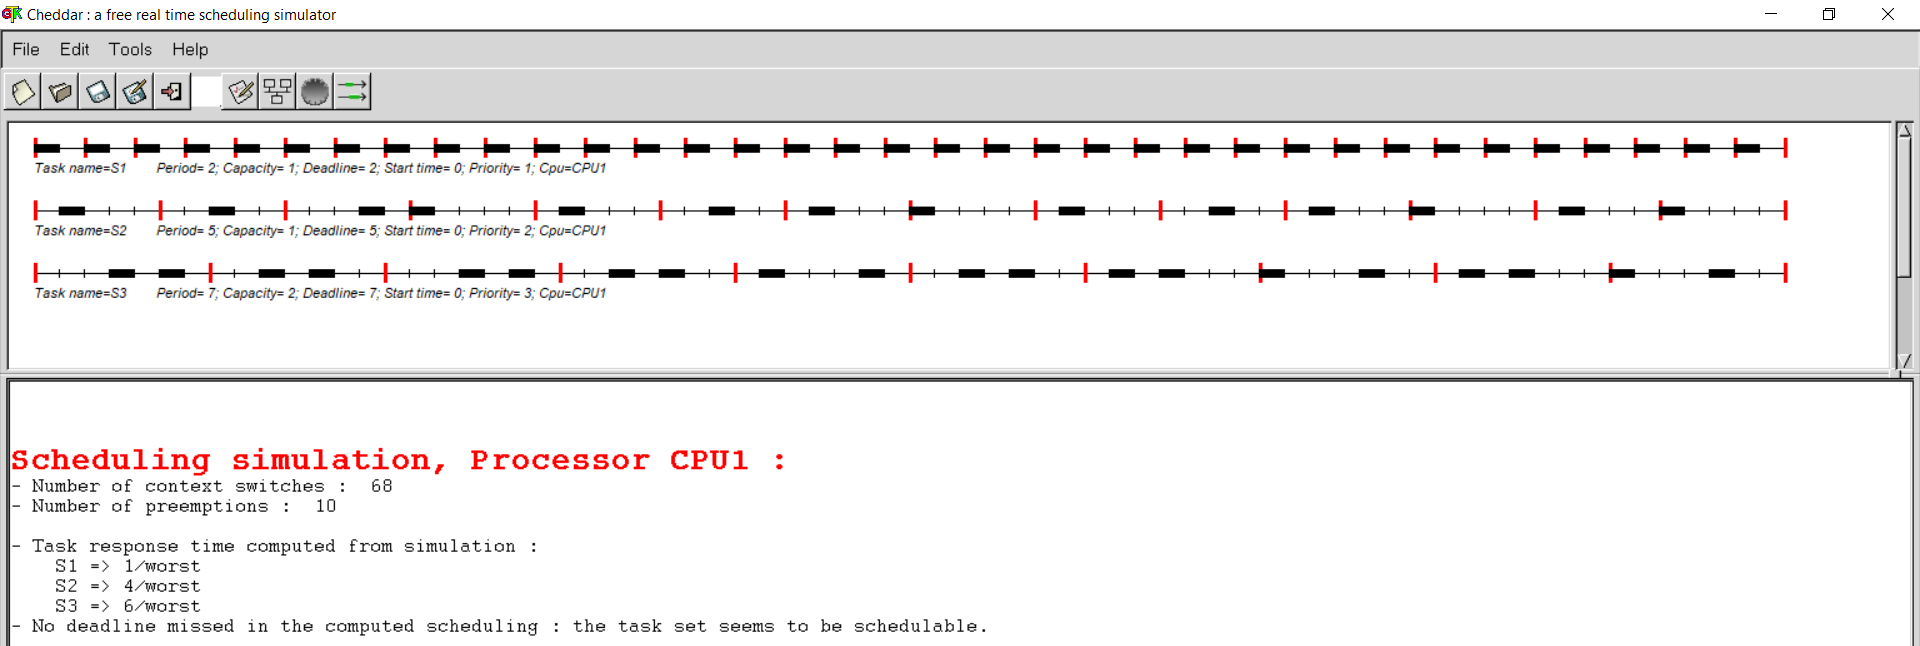 Cheddar : a free real time scheduling simulator
File Edit Tools Help
Task name=S1 Period= 2; Capacity= 1; Deadline= 2; Start time= 0; Priority= 1; Cpu=CPU1
Task name=S2 Period= 5; Capacity= 1; Deadline= 5; Start time= 0; Priority= 2; Cpu=CPU1
Task name=S3 Period= 7; Capacity= 2; Deadline= 7; Start time= 0; Priority= 3; Cpu=CPU1
Scheduling simulation, Processor CPU1 :
- Number of context switches : 68
- Number of preemptions : 10
- Task response time computed from simulation :
S1 => 1/worst
S2 => 4/worst
S3 => 6/worst
- No deadline missed in the computed scheduling : the task set seems to be schedulable.